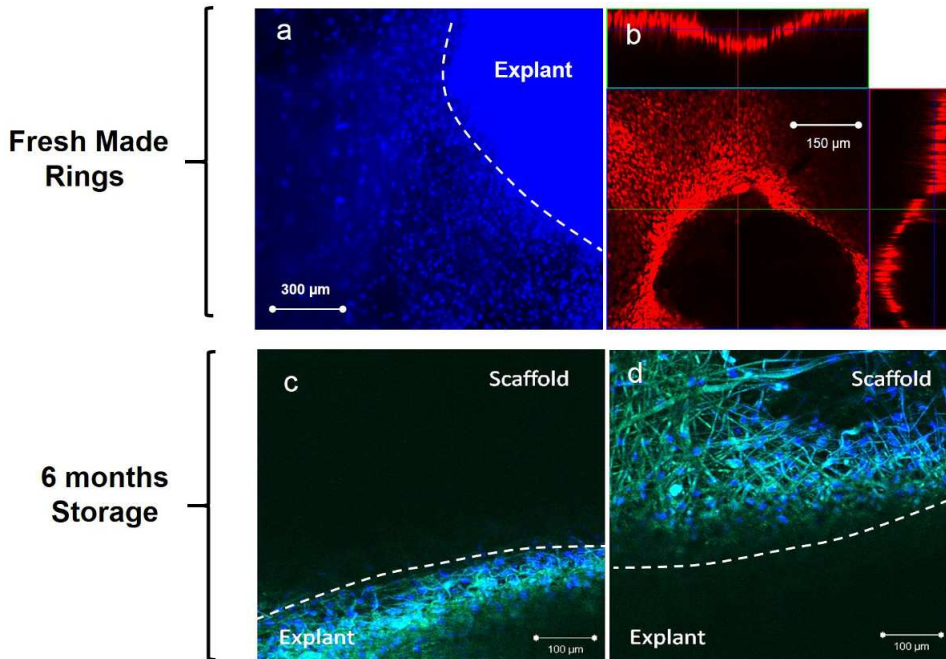 Fresh Made
Rings
a
Explant
300 µm
b
150 µm
6 months
Storage
c
Scaffold
Explant
100 µm
d
Scaffold
Explant
100 µm